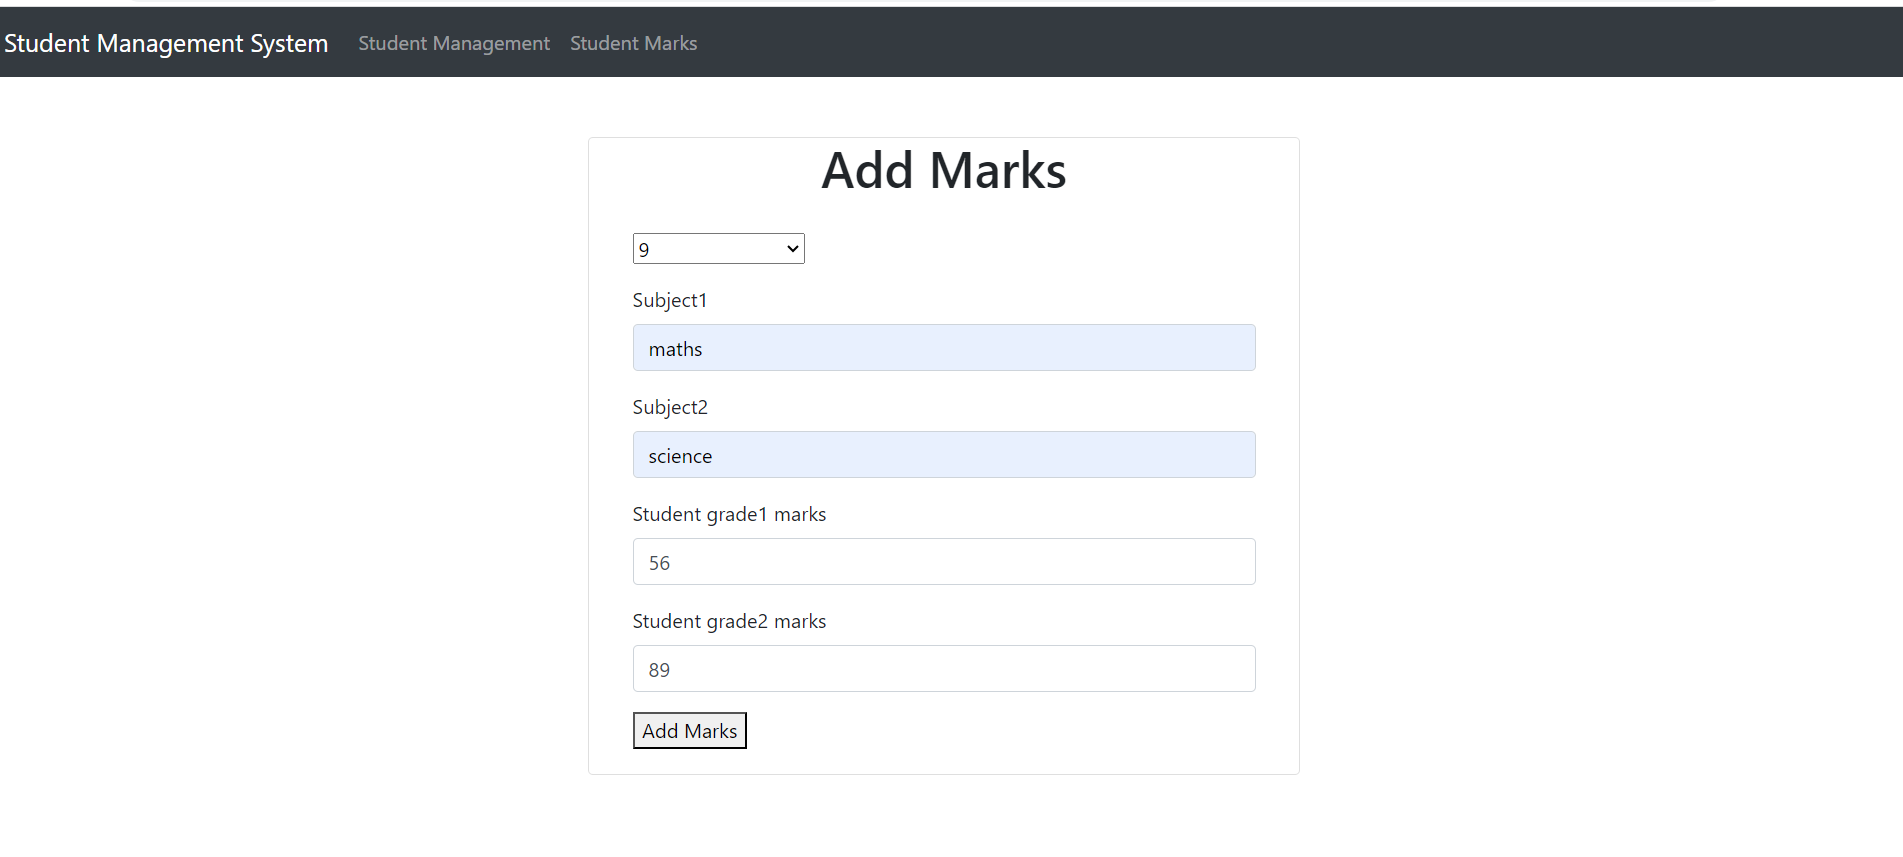 Student Management System Student Management Student Marks
Add Marks
9
Subject1
maths
Subject2
science
Student grade1 marks
56
Student grade2 marks
89
Add Marks